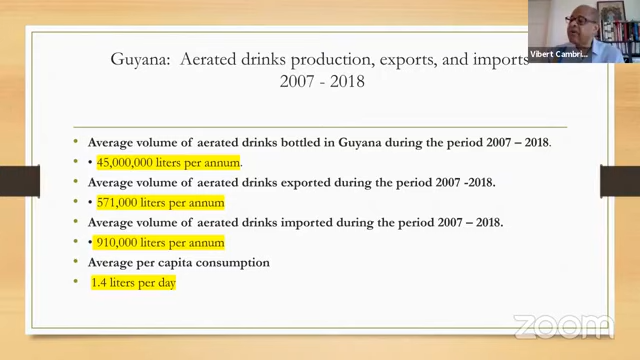 Vibert Cambri...
Guyana: Aerated drinks production, exports, and imports
2007 - 2018
• Average volume of aerated drinks bottled in Guyana during the period 2007 – 2018.
• • 45,000,000 liters per annum.
• Average volume of aerated drinks exported during the period 2007 -2018.
• • 571,000 liters per annum
• Average volume of aerated drinks imported during the period 2007 – 2018.
• • 910,000 liters per annum
• Average per capita consumption
• 1.4 liters per day
zoom